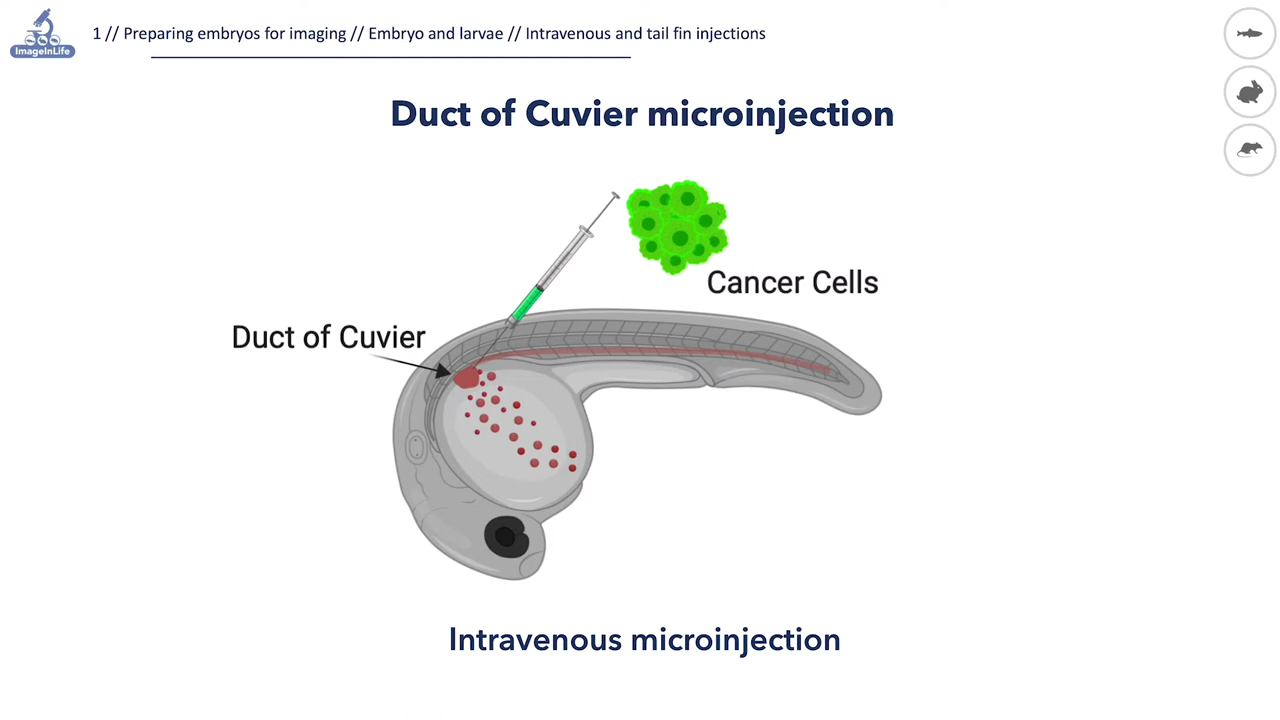 ImageInLife
1 // Preparing embryos for imaging // Embryo and larvae // Intravenous and tail fin injections
Duct of Cuvier microinjection
Cancer Cells
Duct of Cuvier
Intravenous microinjection